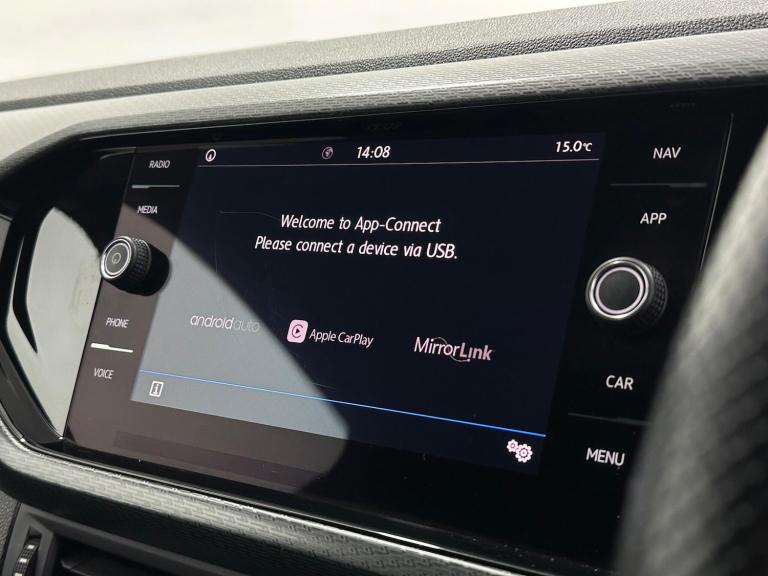 RADIO
MEDIA
PHONE
VOICE
14:08
15.0℃
Welcome to App-Connect
Please connect a device via USB.
androidauto
Apple CarPlay
MirrorLink
i
NAV
APP
CAR
MENU